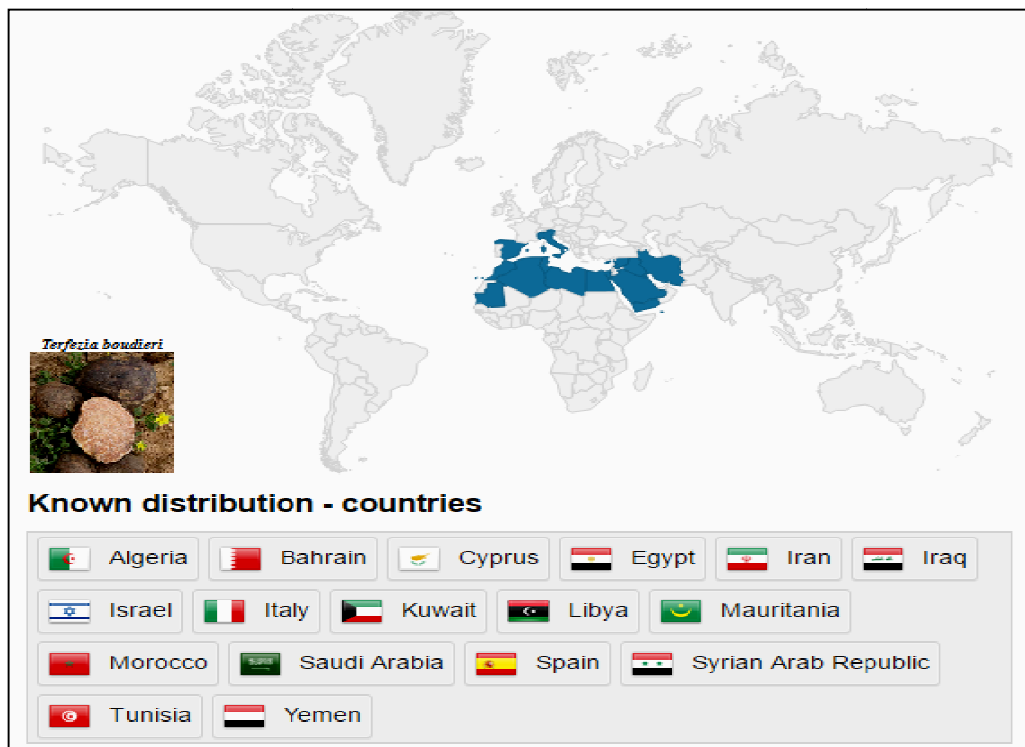 Terfezia boudieri
Known distribution - countries
Algeria Bahrain Cyprus Egypt Iran Iraq
Israel Italy Kuwait Libya Mauritania
Morocco Saudi Arabia Spain Syrian Arab Republic
Tunisia Yemen